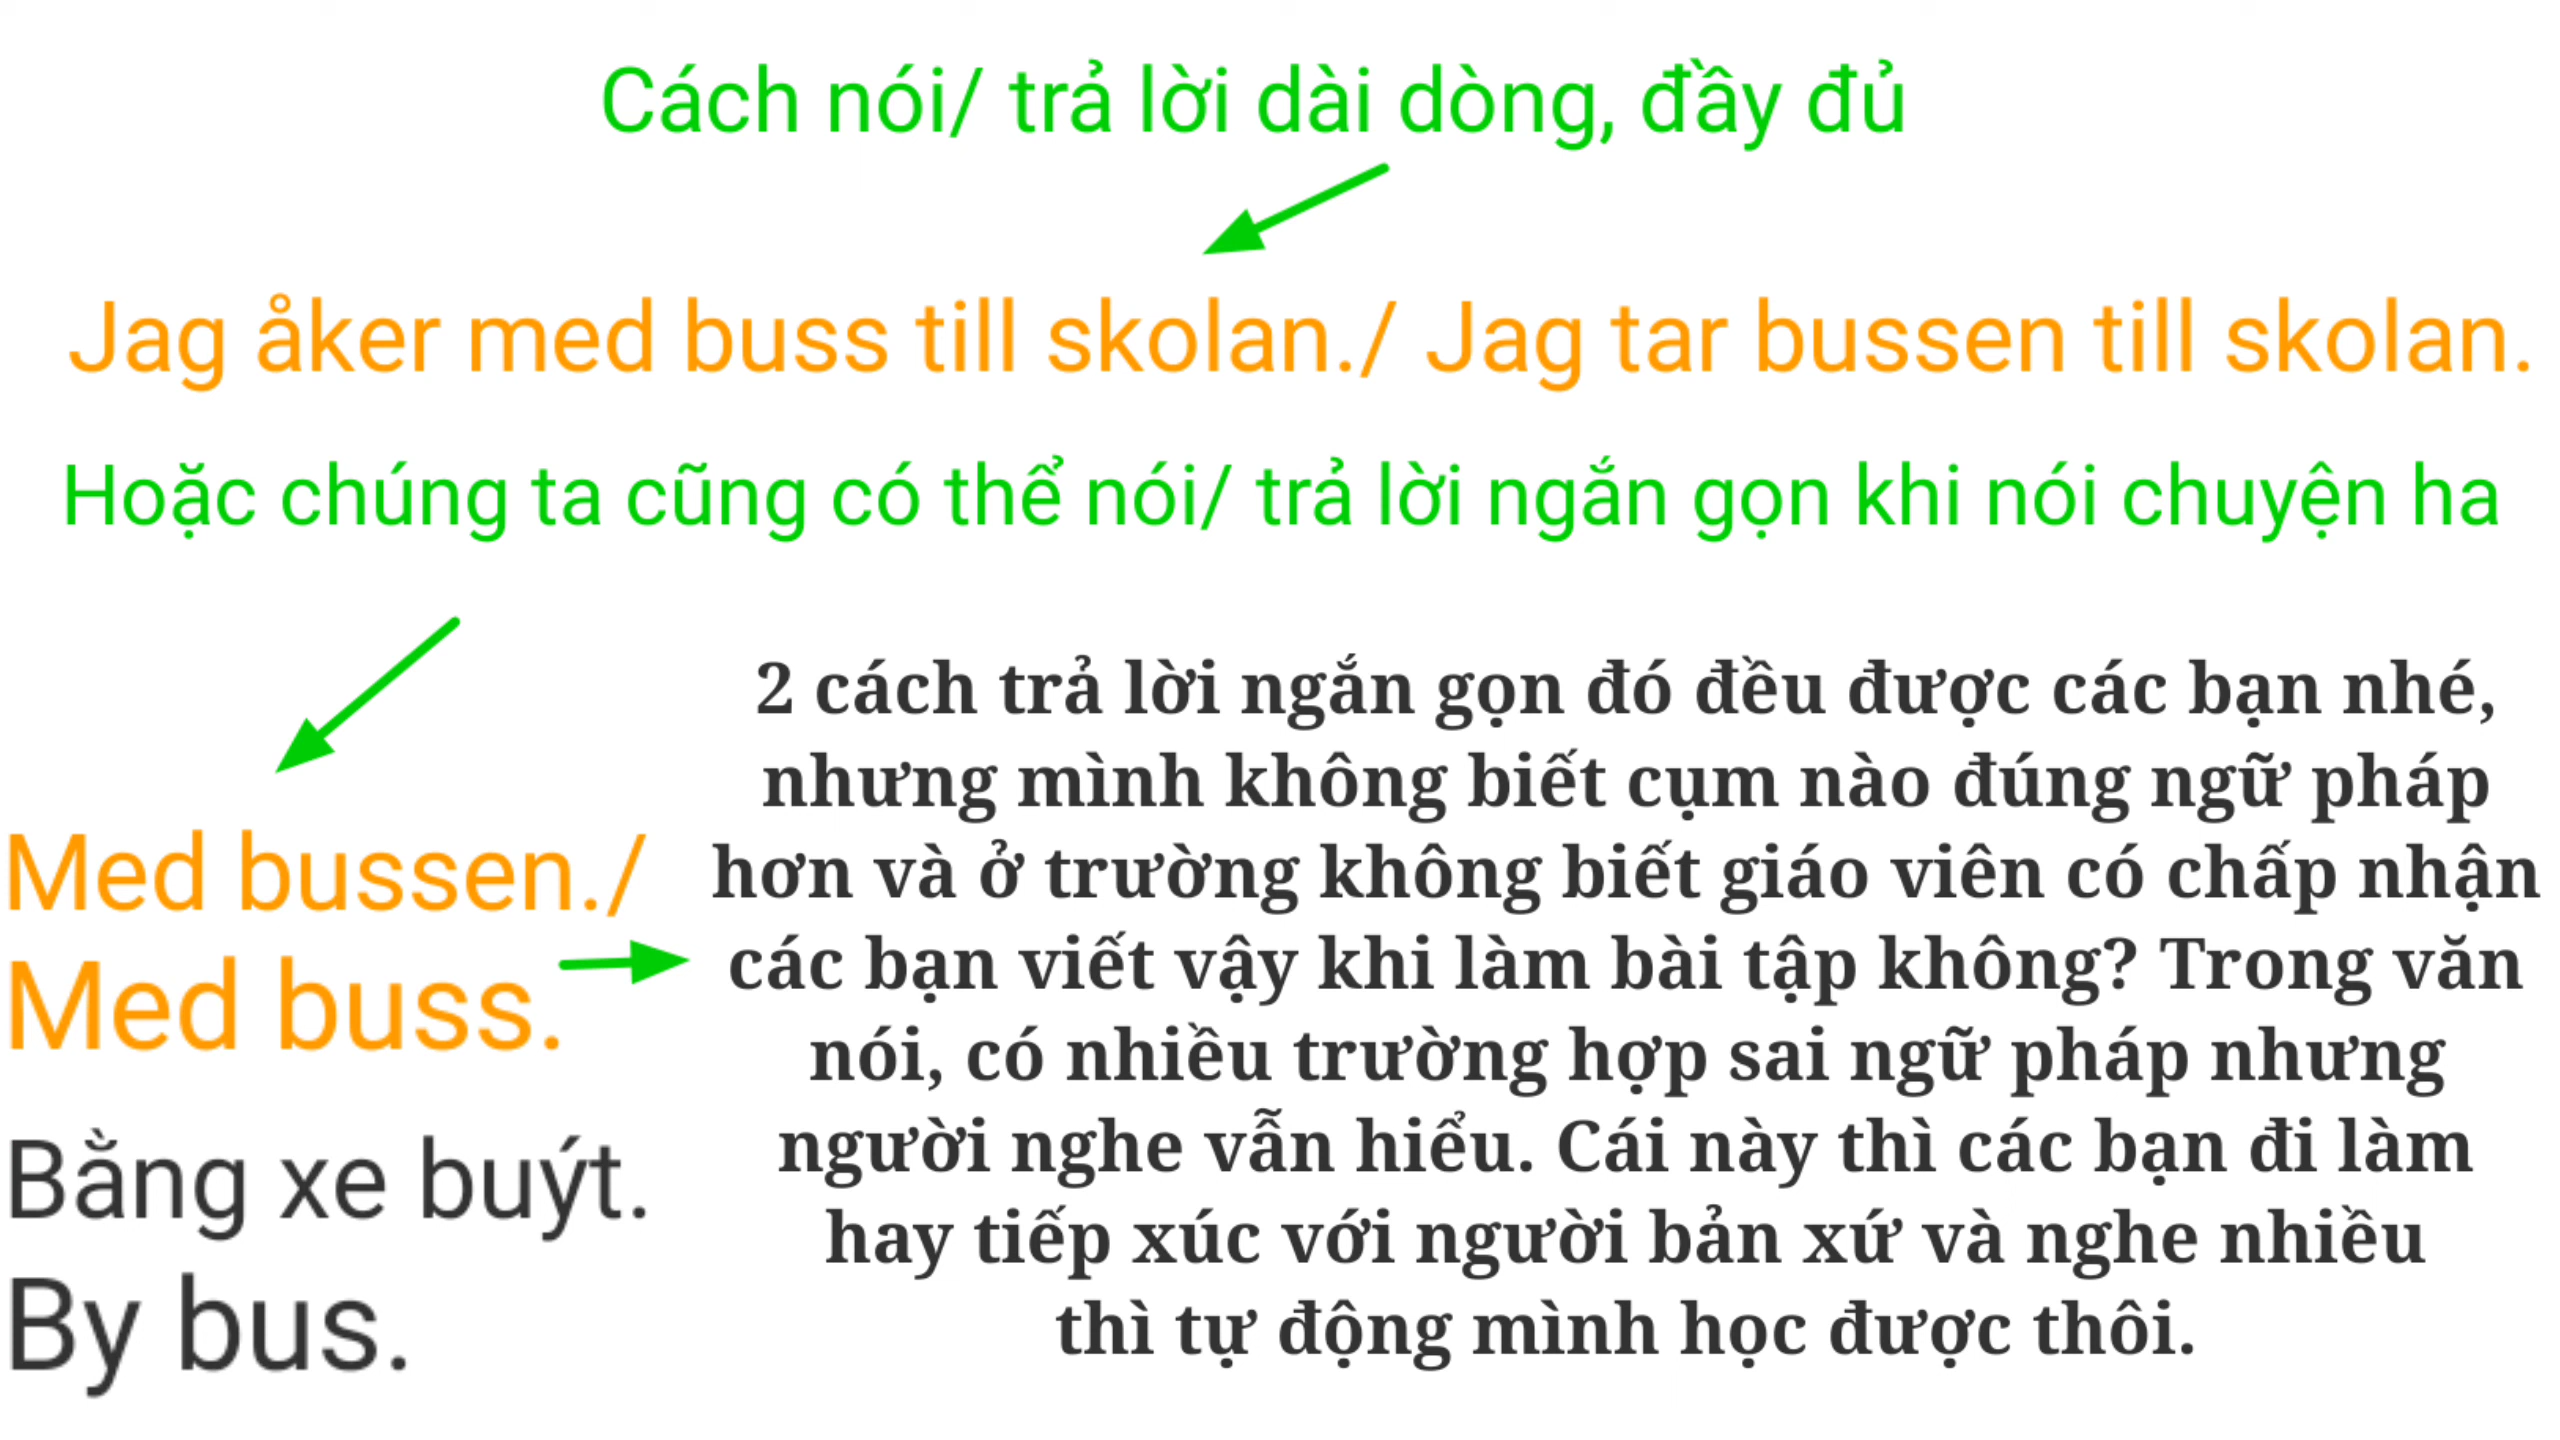 Cách nói/ trả lời dài dòng, đầy đủ
Jag åker med buss till skolan./ Jag tar bussen till skolan.
Hoặc chúng ta cũng có thể nói/ trả lời ngắn gọn khi nói chuyện ha
Med bussen./
Med buss.
Bằng xe buýt.
By bus.
2 cách trả lời ngắn gọn đó đều được các bạn nhé,
nhưng mình không biết cụm nào đúng ngữ pháp
hơn và ở trường không biết giáo viên có chấp nhận
các bạn viết vậy khi làm bài tập không? Trong văn
nói, có nhiều trường hợp sai ngữ pháp nhưng
người nghe vẫn hiểu. Cái này thì các bạn đi làm
hay tiếp xúc với người bản xứ và nghe nhiều
thì tự động mình học được thôi.